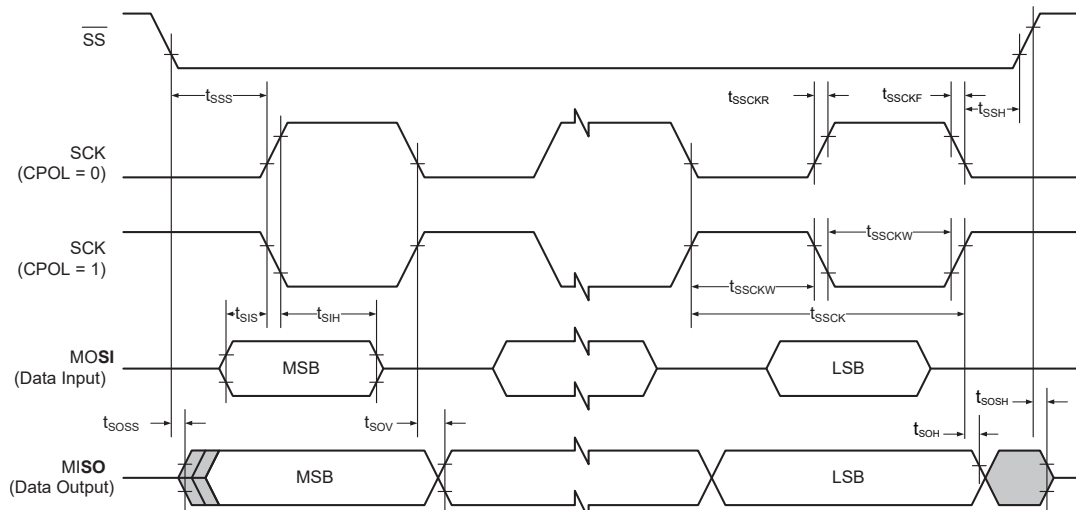 SS
tSSS
tSSCKR
tSSCKF
tSSH
SCK
(CPOL = 0)
SCK
(CPOL = 1)
tSSCKW
tSSCKW
tSSCK
tSIS
tSIH
MOSI
(Data Input)
MSB
LSB
tSOSS
tSOV
tSOH
tSOSH
MISO
(Data Output)
MSB
LSB